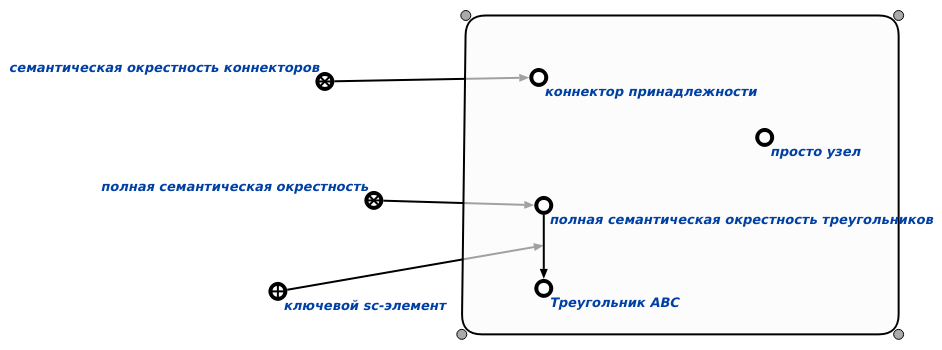 семантическая окрестность коннекторов
коннектор принадлежности
просто узел
полная семантическая окрестность
полная семантическая окрестность треугольников
ключевой sc-элемент
Треугольник ABC